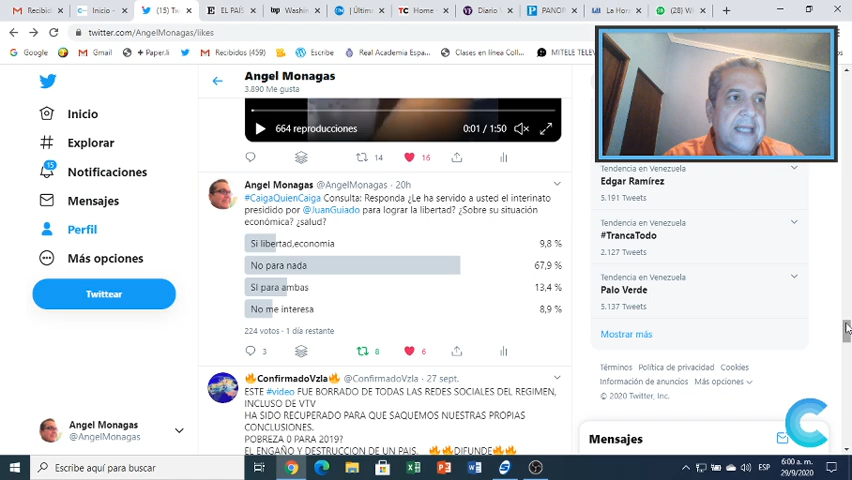 Recibid
Inicio -
(15) Tw
EL PAÍS
Washin
| Últim
Home
Diario V
PANOR
La Hor
(28) W
twitter.com/AngelMonagas/likes
Google
Gmail
+ Paper.li
Recibidos (459)
Escribe
Real Academia Espa...
Clases en línea Coll...
MITELE TELEVI
Inicio
Explorar
15
Notificaciones
Mensajes
Perfil
Más opciones
Twittear
Angel Monagas
@AngelMonagas
Angel Monagas
3.890 Me gusta
664 reproducciones
0:01 / 1:50
14
16
Angel Monagas @AngelMonagas · 20h
#CaigaQuienCaiga Consulta: Responda ¿Le ha servido a usted el interinato
presidido por @JuanGuiado para lograr la libertad? ¿Sobre su situación
económica? ¿salud?
Si libertad,economia 9,8 %
No para nada 67,9 %
SI para ambas 13,4 %
No me interesa 8,9 %
224 votos · 1 día restante
3
8
6
ConfirmadoVzla @ConfirmadoVzla · 27 sept.
ESTE #video FUE BORRADO DE TODAS LAS REDES SOCIALES DEL REGIMEN,
INCLUSO DE VTV
HA SIDO RECUPERADO PARA QUE SAQUEMOS NUESTRAS PROPIAS
CONCLUSIONES.
POBREZA 0 PARA 2019?
EL ENGAÑO Y DESTRUCCION DE UN PAIS. DIFUNDE
Tendencia en Venezuela
Edgar Ramírez
5.191 Tweets
Tendencia en Venezuela
#TrancaTodo
2.127 Tweets
Tendencia en Venezuela
Palo Verde
5.137 Tweets
Mostrar más
Términos Política de privacidad Cookies
Información de anuncios Más opciones
© 2020 Twitter, Inc.
Mensajes
Escribe aquí para buscar
ESP
6:00 a. m.
29/9/2020